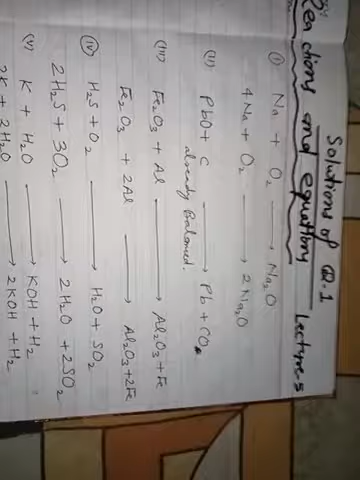 Solutions of Q.1
Reactions and equations Lecture-5
(i) Na + O₂ → Na₂O
4Na + O₂ → 2Na₂O
(ii) PbO + C → Pb + CO
already Balanced.
(iii) Fe₂O₃ + Al → Al₂O₃ + Fe
Fe₂O₃ + 2Al → Al₂O₃ + 2Fe
(iv) H₂S + O₂ → H₂O + SO₂
2H₂S + 3O₂ → 2H₂O + 2SO₂
(v) K + H₂O → KOH + H₂
2K + 2H₂O → 2KOH + H₂